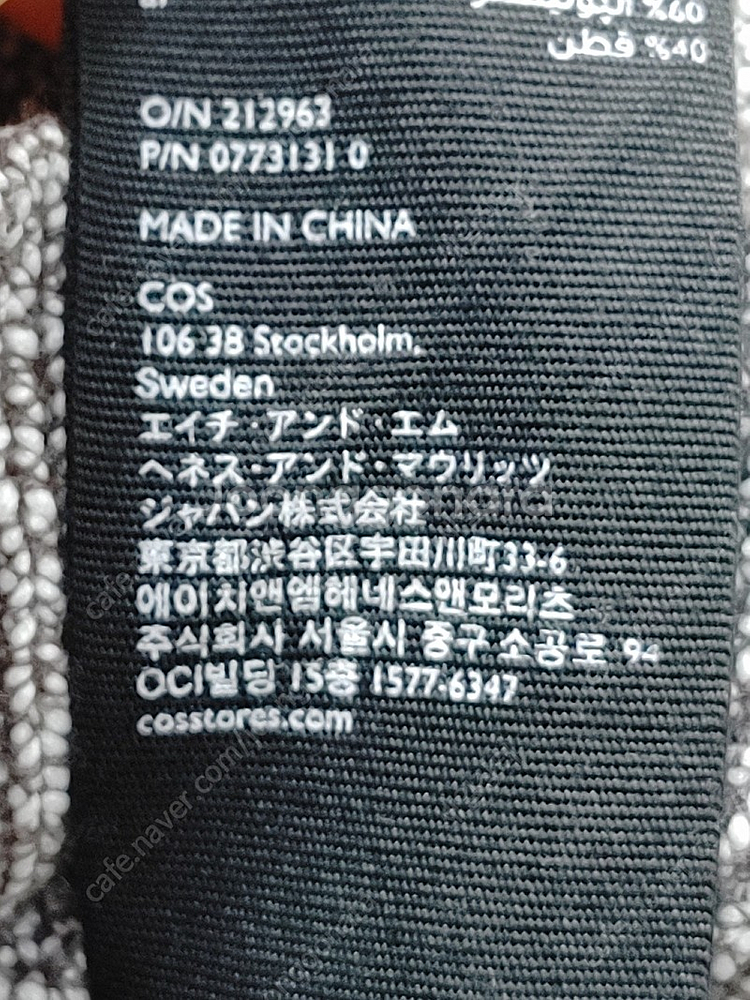 %60
%40 قطن
O/N 212963
P/N 0773131 0
MADE IN CHINA
COS
106 38 Stockholm,
Sweden
エイチ・アンド・エム
ヘネス・アンド・マウリッツ
ジャパン株式会社
東京都渋谷区宇田川町33-6
에이치앤엠헤네스앤모리츠
주식회사 서울시 중구 소공로 94
OCI빌딩 15층 1577-6347
cosstores.com